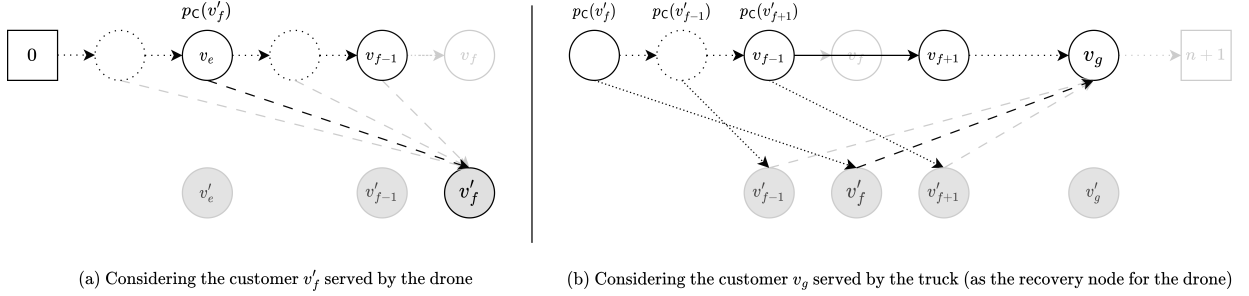 p_C(v'_f)
0 v_e v_{f−1} v_f
v'_e v'_{f−1} v'_f
(a) Considering the customer v'_f served by the drone
p_C(v'_f) p_C(v'_{f−1}) p_C(v'_{f+1})
v_{f−1} v_f v_{f+1} v_g n + 1
v'_{f−1} v'_f v'_{f+1} v'_g
(b) Considering the customer v_g served by the truck (as the recovery node for the drone)